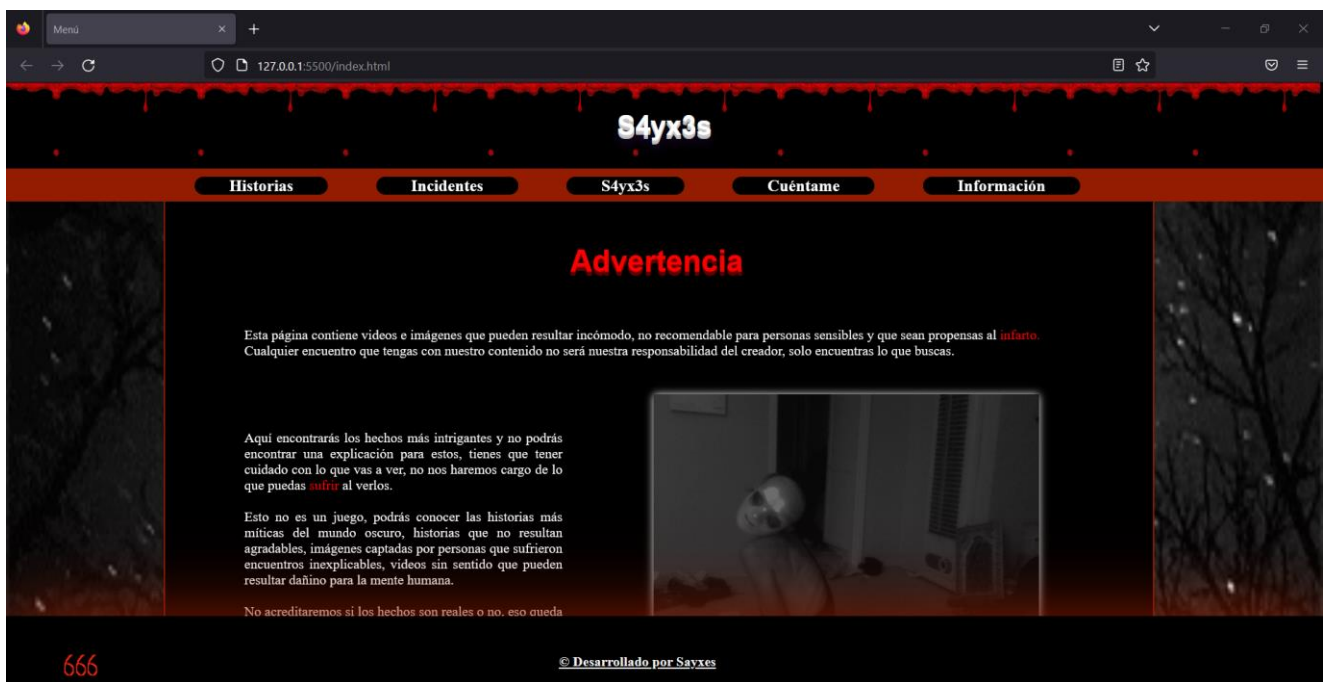 Menú
127.0.0.1:5500/index.html
S4yx3s
Historias
Incidentes
S4yx3s
Cuéntame
Información
Advertencia
Esta página contiene videos e imágenes que pueden resultar incómodo, no recomendable para personas sensibles y que sean propensas al infarto.
Cualquier encuentro que tengas con nuestro contenido no será nuestra responsabilidad del creador, solo encuentras lo que buscas.
Aquí encontrarás los hechos más intrigantes y no podrás
encontrar una explicación para estos, tienes que tener
cuidado con lo que vas a ver, no nos haremos cargo de lo
que puedas sufrir al verlos.
Esto no es un juego, podrás conocer las historias más
míticas del mundo oscuro, historias que no resultan
agradables, imágenes captadas por personas que sufrieron
encuentros inexplicables, videos sin sentido que pueden
resultar dañino para la mente humana.
No acreditaremos si los hechos son reales o no, eso queda
666
© Desarrollado por Sayxes